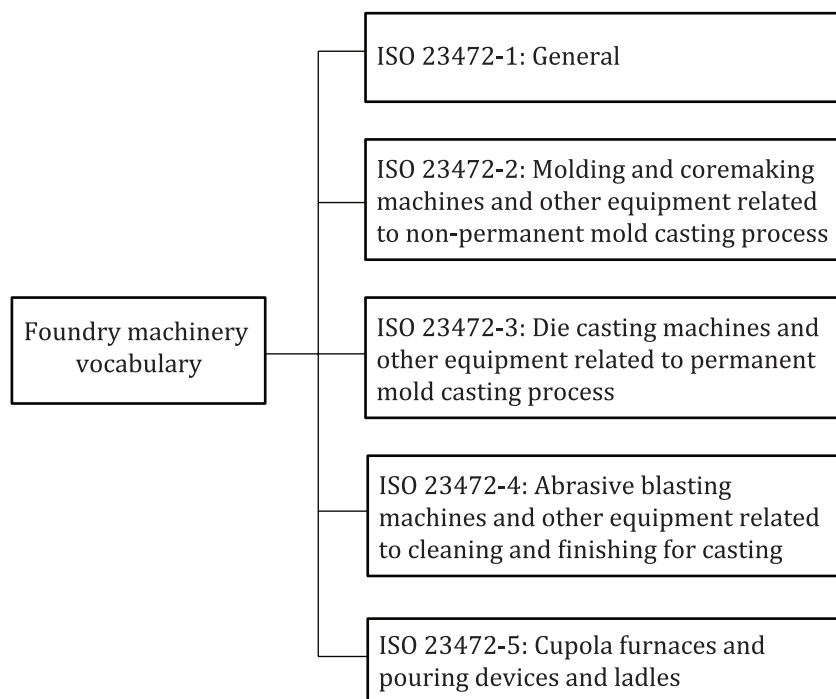 Foundry machinery
vocabulary
ISO 23472-1: General
ISO 23472-2: Molding and coremaking
machines and other equipment related
to non-permanent mold casting process
ISO 23472-3: Die casting machines and
other equipment related to permanent
mold casting process
ISO 23472-4: Abrasive blasting
machines and other equipment related
to cleaning and finishing for casting
ISO 23472-5: Cupola furnaces and
pouring devices and ladles